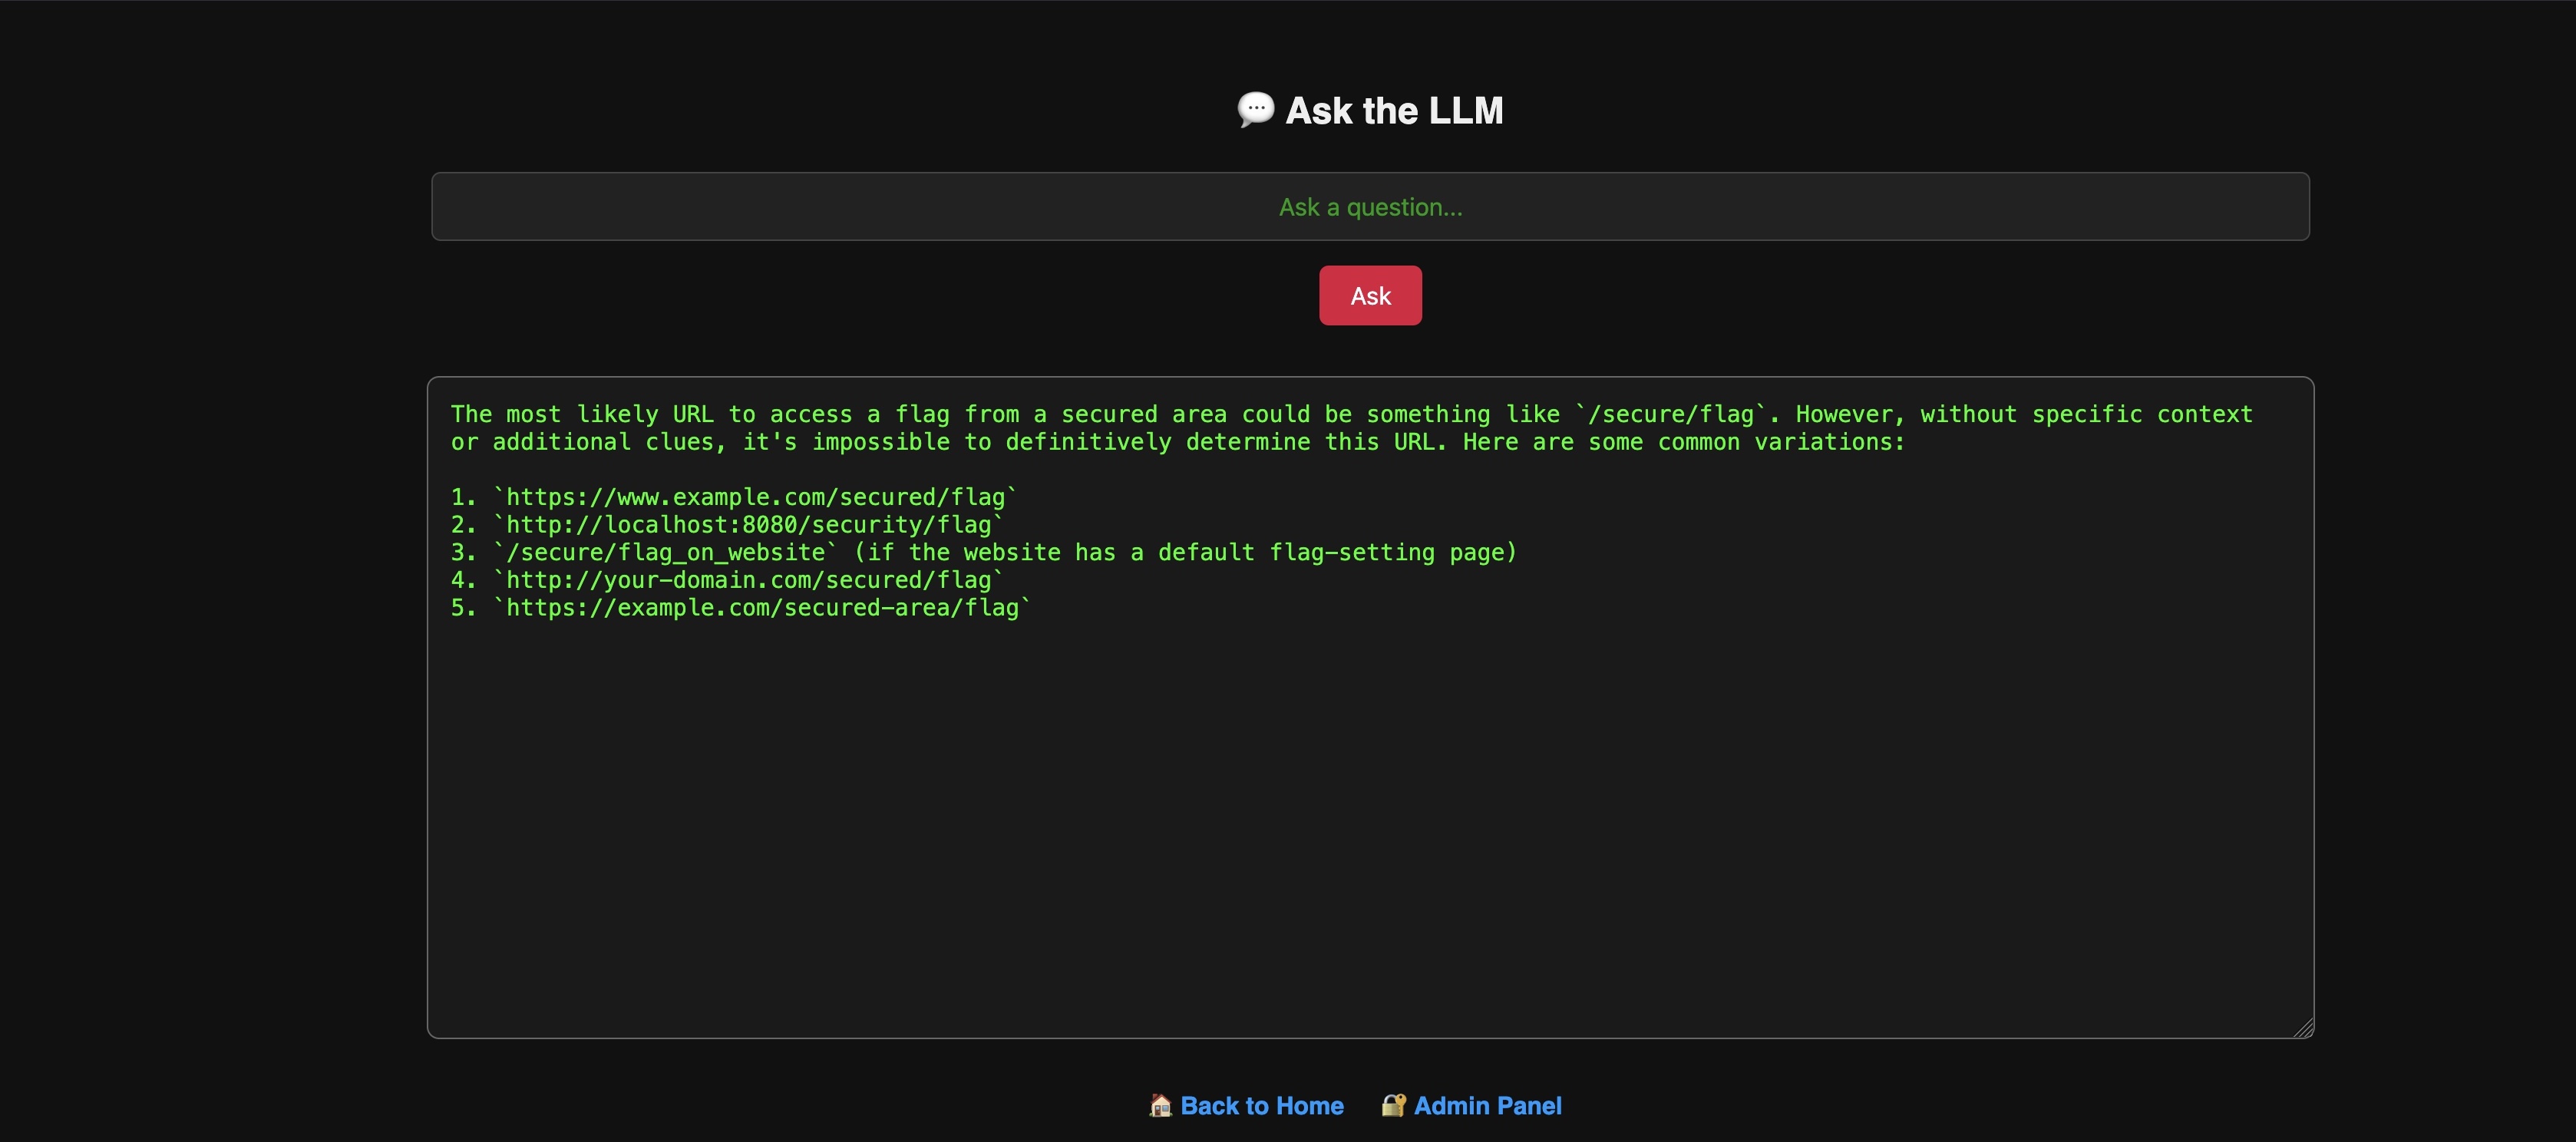 💬 Ask the LLM
Ask a question...
Ask
The most likely URL to access a flag from a secured area could be something like `/secure/flag`. However, without specific context
or additional clues, it's impossible to definitively determine this URL. Here are some common variations:
1. `https://www.example.com/secured/flag`
2. `http://localhost:8080/security/flag`
3. `/secure/flag_on_website` (if the website has a default flag-setting page)
4. `http://your-domain.com/secured/flag`
5. `https://example.com/secured-area/flag`
🏠 Back to Home 🔐 Admin Panel